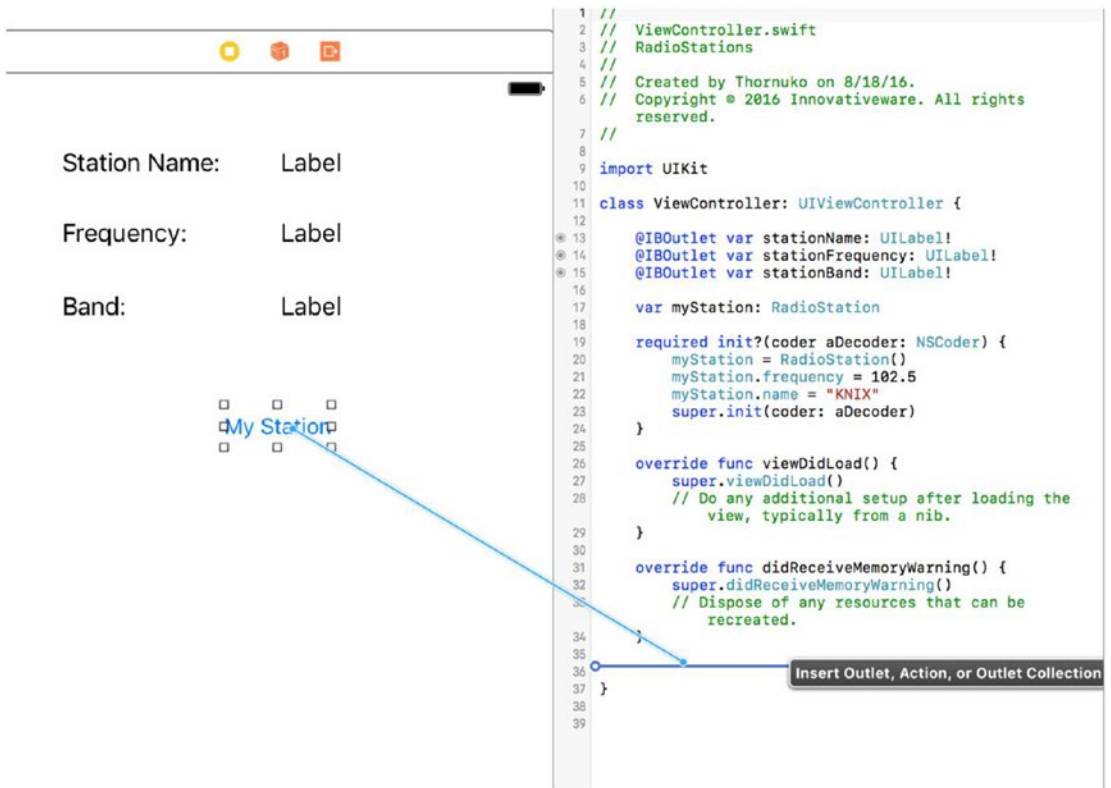 Station Name: Label
Frequency: Label
Band: Label
My Station
1 //
2 // ViewController.swift
3 // RadioStations
4 //
5 // Created by Thornuko on 8/18/16.
6 // Copyright © 2016 Innovativeware. All rights
reserved.
7 //
8
9 import UIKit
10
11 class ViewController: UIViewController {
12
13 @IBOutlet var stationName: UILabel!
14 @IBOutlet var stationFrequency: UILabel!
15 @IBOutlet var stationBand: UILabel!
16
17 var myStation: RadioStation
18
19 required init?(coder aDecoder: NSCoder) {
20 myStation = RadioStation()
21 myStation.frequency = 102.5
22 myStation.name = "KNIX"
23 super.init(coder: aDecoder)
24 }
25
26 override func viewDidLoad() {
27 super.viewDidLoad()
28 // Do any additional setup after loading the
view, typically from a nib.
29 }
30
31 override func didReceiveMemoryWarning() {
32 super.didReceiveMemoryWarning()
33 // Dispose of any resources that can be
recreated.
34 }
35
36 Insert Outlet, Action, or Outlet Collection
37 }
38
39